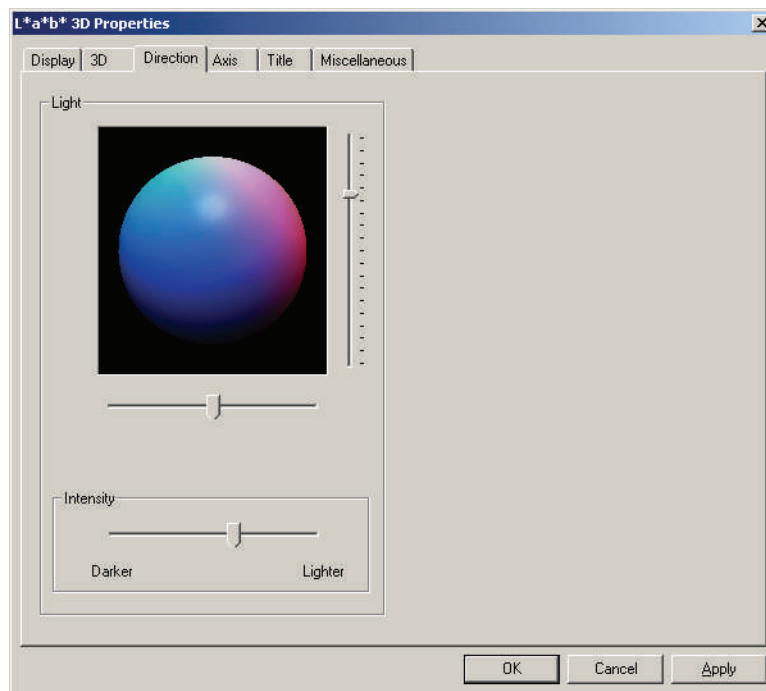 L*a*b* 3D Properties
Display 3D Direction Axis Title Miscellaneous
Light
Intensity
Darker Lighter
OK Cancel Apply